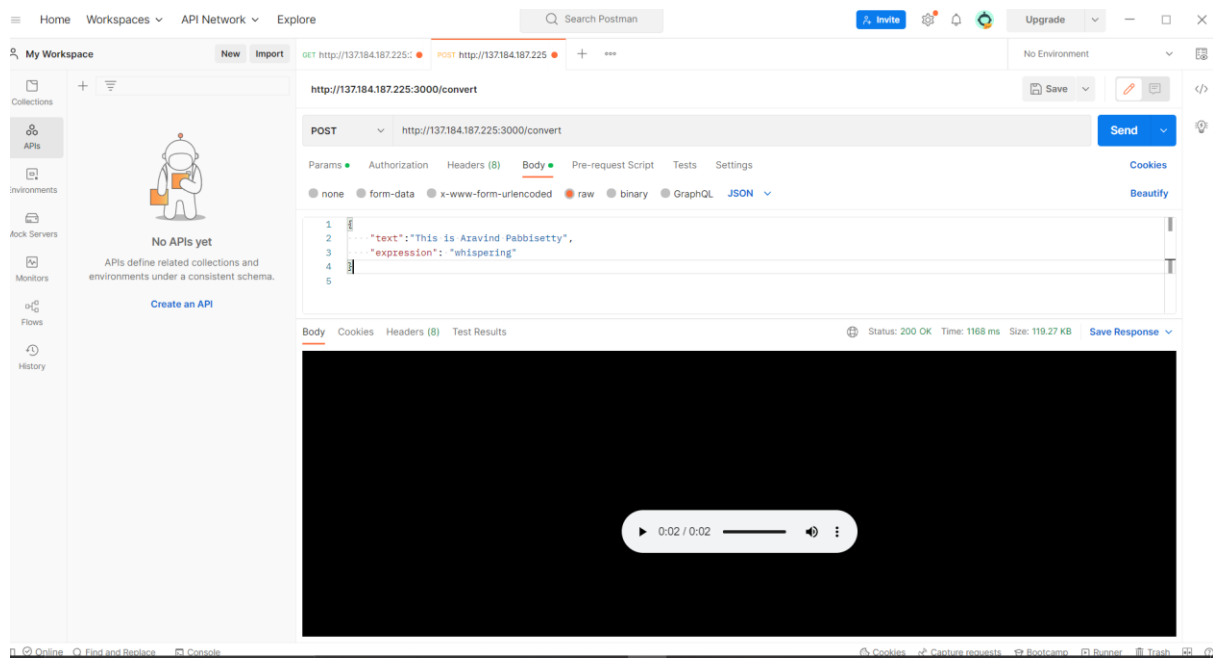 Home Workspaces API Network Explore Search Postman Invite Upgrade
My Workspace New Import GET http://137.184.187.225:: POST http://137.184.187.225 No Environment
http://137.184.187.225:3000/convert Save
Collections
APIs
Environments
Mock Servers
Monitors
Flows
History
No APIs yet
APIs define related collections and
environments under a consistent schema.
Create an API
POST http://137.184.187.225:3000/convert Send
Params Authorization Headers (8) Body Pre-request Script Tests Settings Cookies
none form-data x-www-form-urlencoded raw binary GraphQL JSON Beautify
1 {
2 "text":"This is Aravind Pabbisetty",
3 "expression": "whispering"
4 }
5
Body Cookies Headers (8) Test Results Status: 200 OK Time: 1168 ms Size: 119.27 KB Save Response
0:02 / 0:02
Online Find and Replace Console Cookies Capture requests Bootcamp Runner Trash